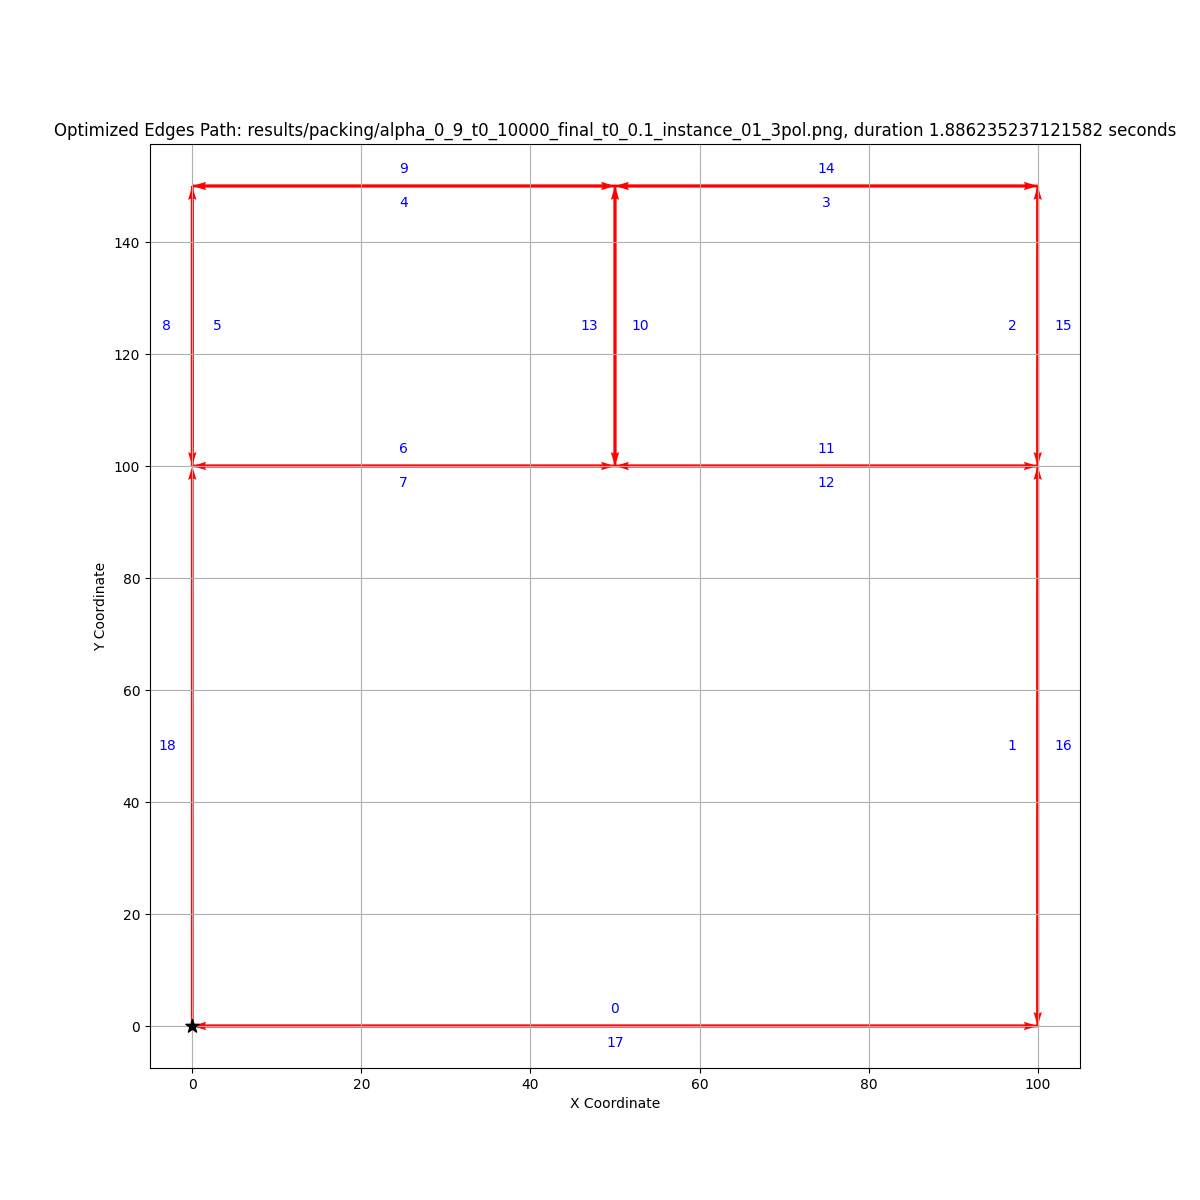 Optimized Edges Path: results/packing/alpha_0_9_t0_10000_final_t0_0.1_instance_01_3pol.png, duration 1.886235237121582 seconds
9 14
4 3
140
8 5 13 10 2 15
120
6 11
100
7 12
80
Y Coordinate
60
18 1 16
40
20
0
0
17
0 20 40 60 80 100
X Coordinate